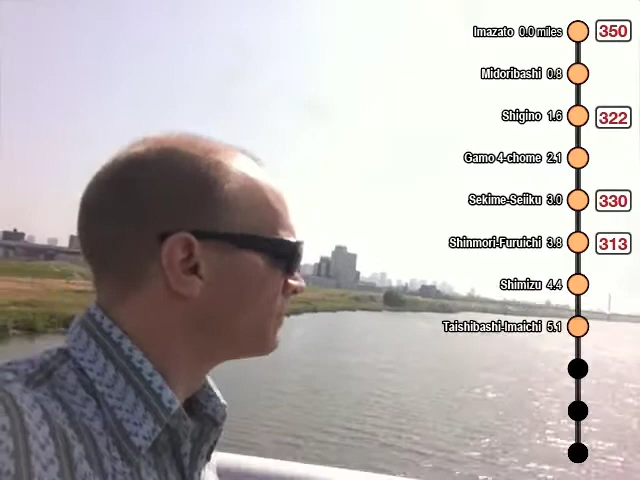 Imazato 0.0 miles 350
Midoribashi 0.8
Shigino 1.6 322
Gamo 4-chome 2.1
Sekime-Seiiku 3.0 330
Shinmori-Furuichi 3.8 313
Shimizu 4.4
Taishibashi-Imaichi 5.1